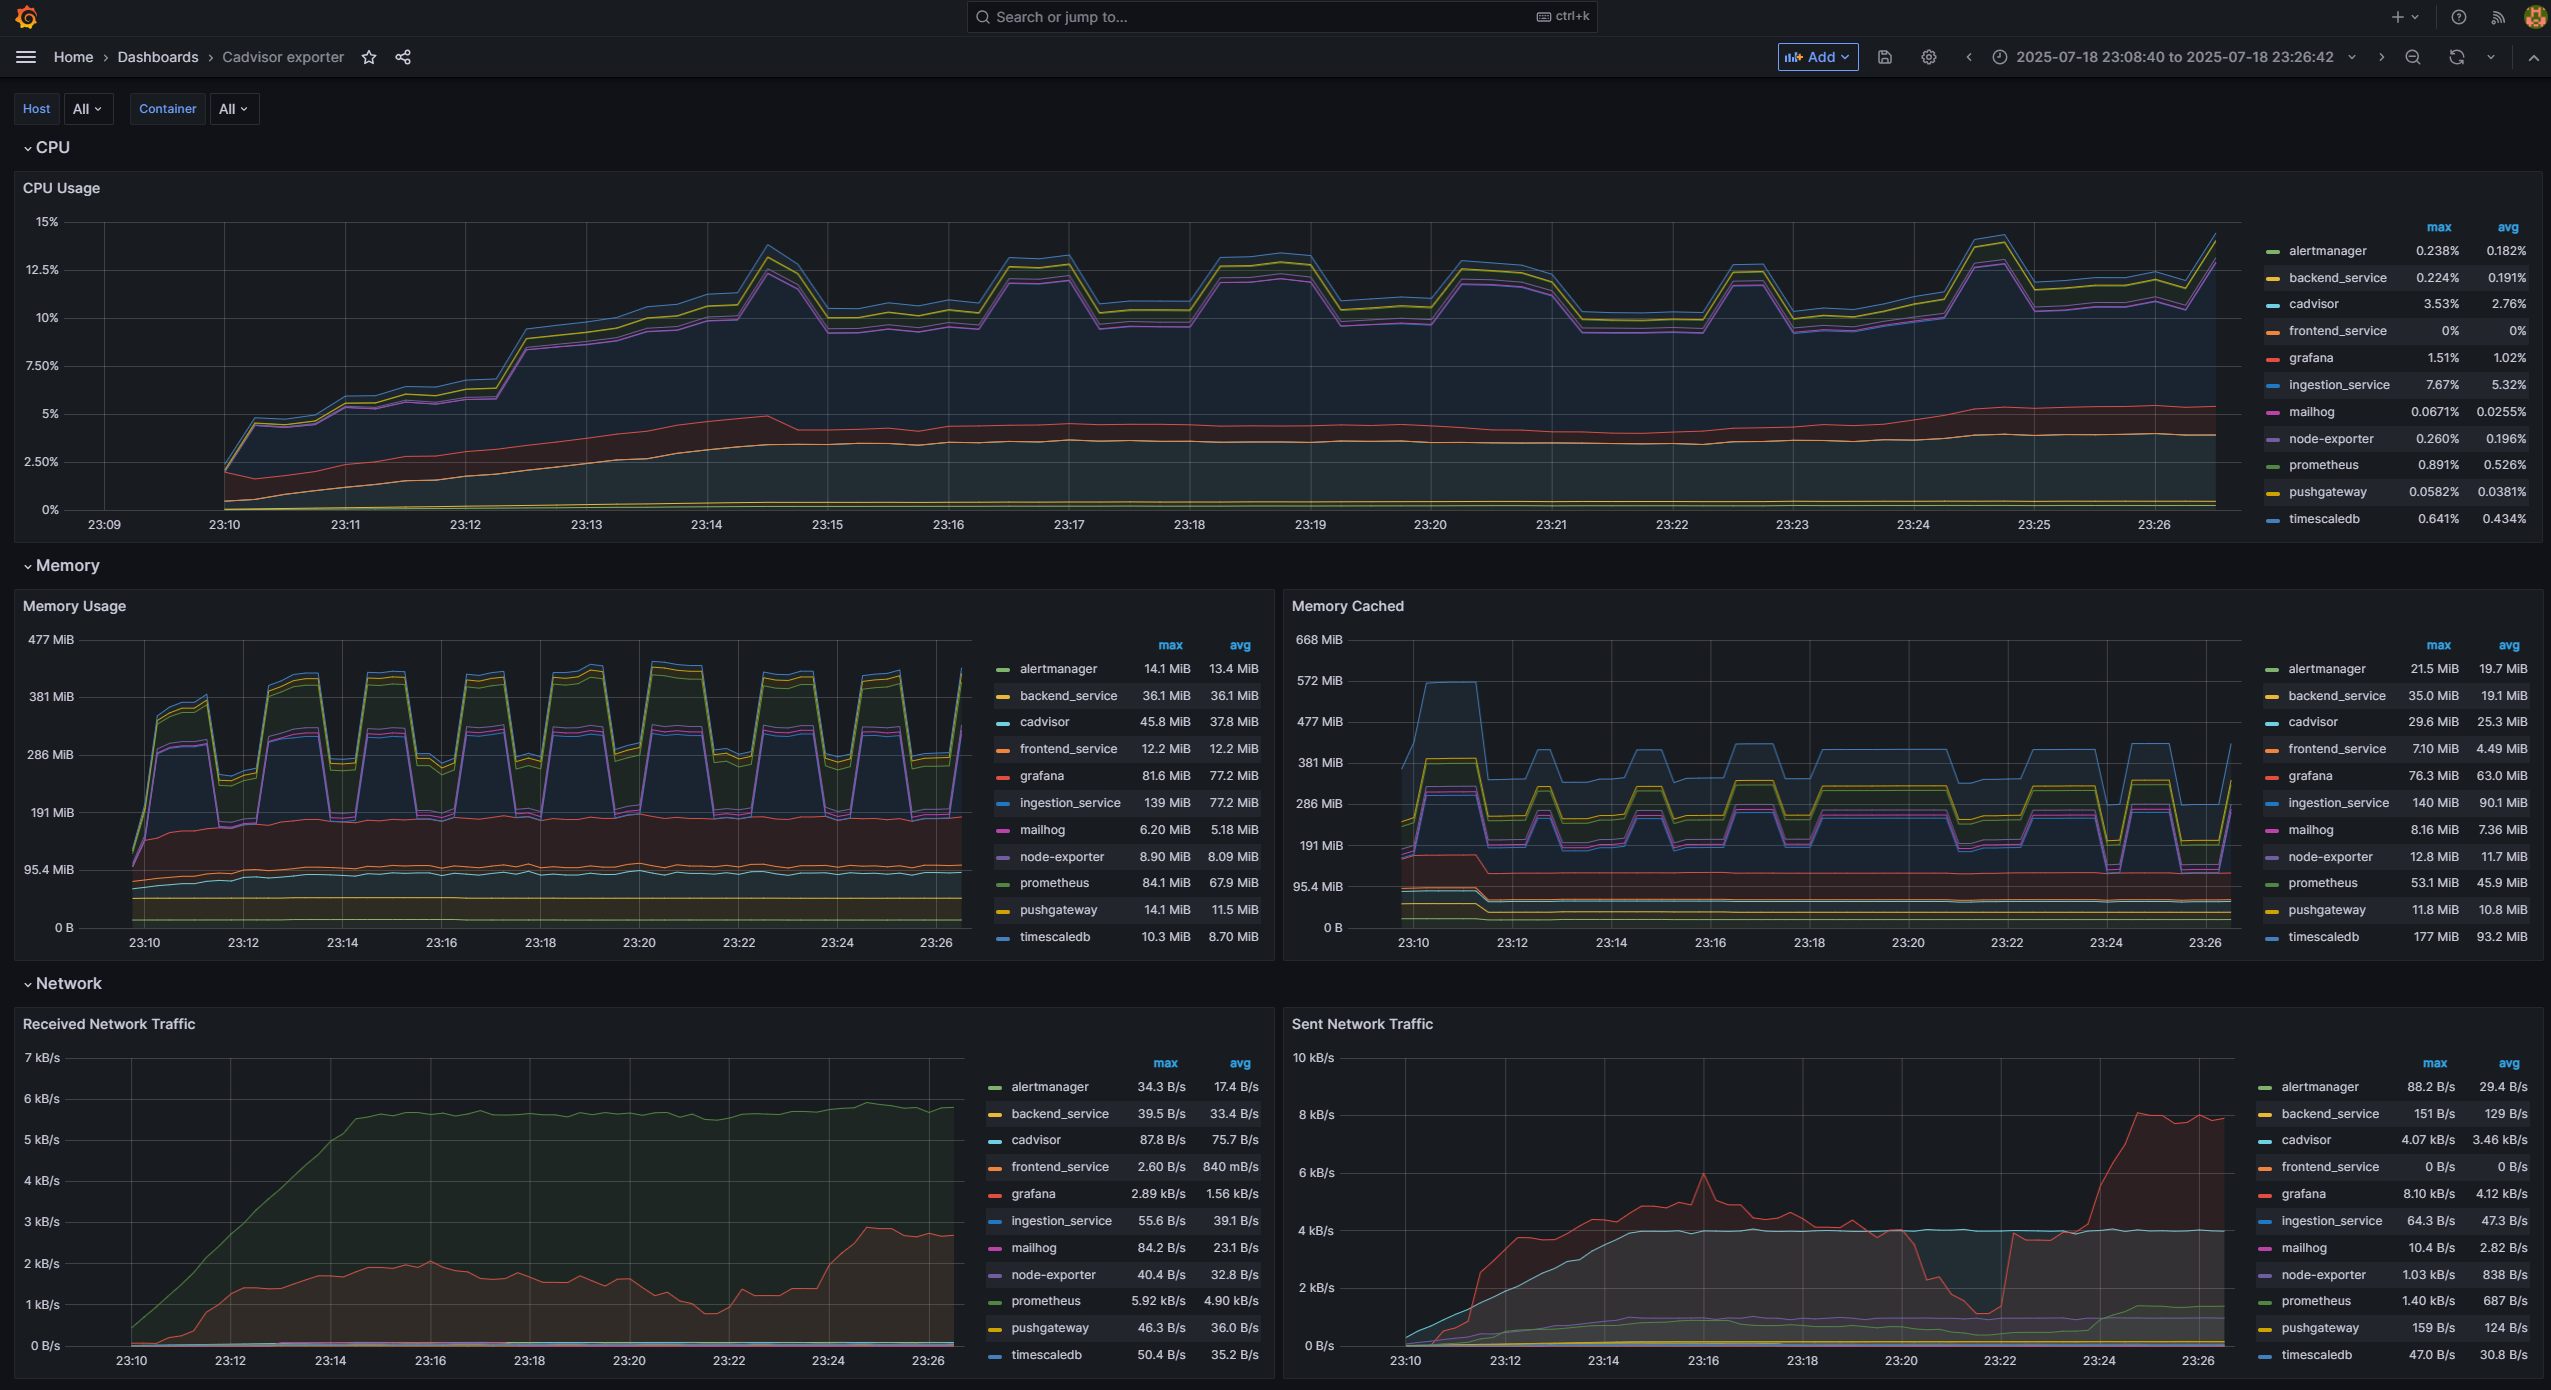 Search or jump to... ctrl+k
Home › Dashboards › Cadvisor exporter Add 2025-07-18 23:08:40 to 2025-07-18 23:26:42
Host All Container All
CPU
CPU Usage
15%
12.5%
10%
7.50%
5%
2.50%
0%
23:09 23:10 23:11 23:12 23:13 23:14 23:15 23:16 23:17 23:18 23:19 23:20 23:21 23:22 23:23 23:24 23:25 23:26
max avg
alertmanager 0.238% 0.182%
backend_service 0.224% 0.191%
cadvisor 3.53% 2.76%
frontend_service 0% 0%
grafana 1.51% 1.02%
ingestion_service 7.67% 5.32%
mailhog 0.0671% 0.0255%
node-exporter 0.260% 0.196%
prometheus 0.891% 0.526%
pushgateway 0.0582% 0.0381%
timescaledb 0.641% 0.434%
Memory
Memory Usage
477 MiB
381 MiB
286 MiB
191 MiB
95.4 MiB
0 B
23:10 23:12 23:14 23:16 23:18 23:20 23:22 23:24 23:26
max avg
alertmanager 14.1 MiB 13.4 MiB
backend_service 36.1 MiB 36.1 MiB
cadvisor 45.8 MiB 37.8 MiB
frontend_service 12.2 MiB 12.2 MiB
grafana 81.6 MiB 77.2 MiB
ingestion_service 139 MiB 77.2 MiB
mailhog 6.20 MiB 5.18 MiB
node-exporter 8.90 MiB 8.09 MiB
prometheus 84.1 MiB 67.9 MiB
pushgateway 14.1 MiB 11.5 MiB
timescaledb 10.3 MiB 8.70 MiB
Memory Cached
668 MiB
572 MiB
477 MiB
381 MiB
286 MiB
191 MiB
95.4 MiB
0 B
23:10 23:12 23:14 23:16 23:18 23:20 23:22 23:24 23:26
max avg
alertmanager 21.5 MiB 19.7 MiB
backend_service 35.0 MiB 19.1 MiB
cadvisor 29.6 MiB 25.3 MiB
frontend_service 7.10 MiB 4.49 MiB
grafana 76.3 MiB 63.0 MiB
ingestion_service 140 MiB 90.1 MiB
mailhog 8.16 MiB 7.36 MiB
node-exporter 12.8 MiB 11.7 MiB
prometheus 53.1 MiB 45.9 MiB
pushgateway 11.8 MiB 10.8 MiB
timescaledb 177 MiB 93.2 MiB
Network
Received Network Traffic
7 kB/s
6 kB/s
5 kB/s
4 kB/s
3 kB/s
2 kB/s
1 kB/s
0 B/s
23:10 23:12 23:14 23:16 23:18 23:20 23:22 23:24 23:26
max avg
alertmanager 34.3 B/s 17.4 B/s
backend_service 39.5 B/s 33.4 B/s
cadvisor 87.8 B/s 75.7 B/s
frontend_service 2.60 B/s 840 mB/s
grafana 2.89 kB/s 1.56 kB/s
ingestion_service 55.6 B/s 39.1 B/s
mailhog 84.2 B/s 23.1 B/s
node-exporter 40.4 B/s 32.8 B/s
prometheus 5.92 kB/s 4.90 kB/s
pushgateway 46.3 B/s 36.0 B/s
timescaledb 50.4 B/s 35.2 B/s
Sent Network Traffic
10 kB/s
8 kB/s
6 kB/s
4 kB/s
2 kB/s
0 B/s
23:10 23:12 23:14 23:16 23:18 23:20 23:22 23:24 23:26
max avg
alertmanager 88.2 B/s 29.4 B/s
backend_service 151 B/s 129 B/s
cadvisor 4.07 kB/s 3.46 kB/s
frontend_service 0 B/s 0 B/s
grafana 8.10 kB/s 4.12 kB/s
ingestion_service 64.3 B/s 47.3 B/s
mailhog 10.4 B/s 2.82 B/s
node-exporter 1.03 kB/s 838 B/s
prometheus 1.40 kB/s 687 B/s
pushgateway 159 B/s 124 B/s
timescaledb 47.0 B/s 30.8 B/s